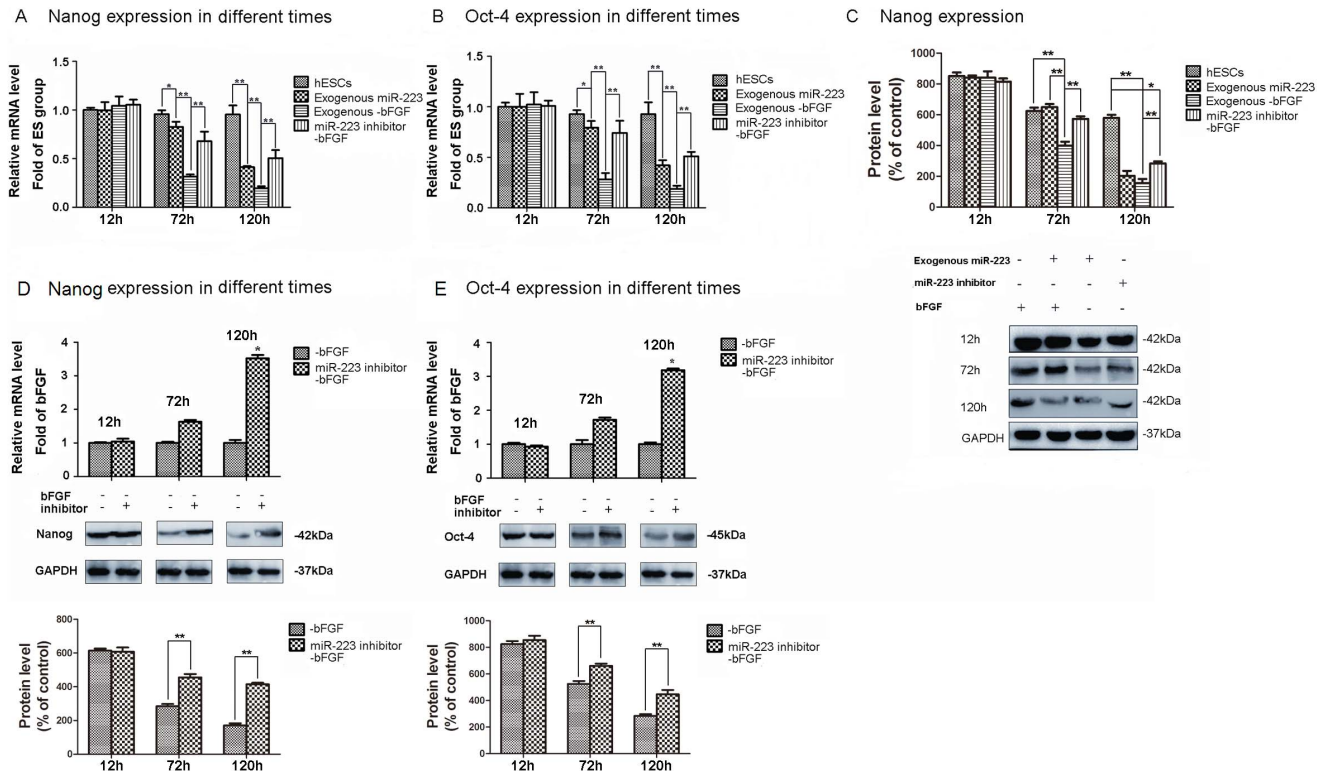 A Nanog expression in different times
Relative mRNA level
Fold of ES group
1.5
1.0
0.5
0.0
* ** ** ** ** **
12h 72h 120h
hESCs
Exogenous miR-223
Exogenous -bFGF
miR-223 inhibitor
-bFGF
B Oct-4 expression in different times
Relative mRNA level
Fold of ES group
1.5
1.0
0.5
0.0
* ** ** ** ** **
12h 72h 120h
hESCs
Exogenous miR-223
Exogenous -bFGF
miR-223 inhibitor
-bFGF
C Nanog expression
Protein level
(% of control)
1000
800
600
400
200
0
** ** ** ** * **
12h 72h 120h
hESCs
Exogenous miR-223
Exogenous -bFGF
miR-223 inhibitor
-bFGF
Exogenous miR-223 - + + -
miR-223 inhibitor - - - +
bFGF + + - -
12h -42kDa
72h -42kDa
120h -42kDa
GAPDH -37kDa
D Nanog expression in different times
Relative mRNA level
Fold of bFGF
4
3
2
1
0
12h
72h
120h
*
-bFGF
miR-223 inhibitor
-bFGF
bFGF - - - - - -
inhibitor - + - + - +
Nanog -42kDa
GAPDH -37kDa
Protein level
(% of control)
800
600
400
200
0
** **
12h 72h 120h
-bFGF
miR-223 inhibitor
-bFGF
E Oct-4 expression in different times
Relative mRNA level
Fold of bFGF
4
3
2
1
0
12h
72h
120h
*
-bFGF
miR-223 inhibitor
-bFGF
bFGF - - - - - -
inhibitor - + - + - +
Oct-4 -45kDa
GAPDH -37kDa
Protein level
(% of control)
1000
800
600
400
200
0
** **
12h 72h 120h
-bFGF
miR-223 inhibitor
-bFGF